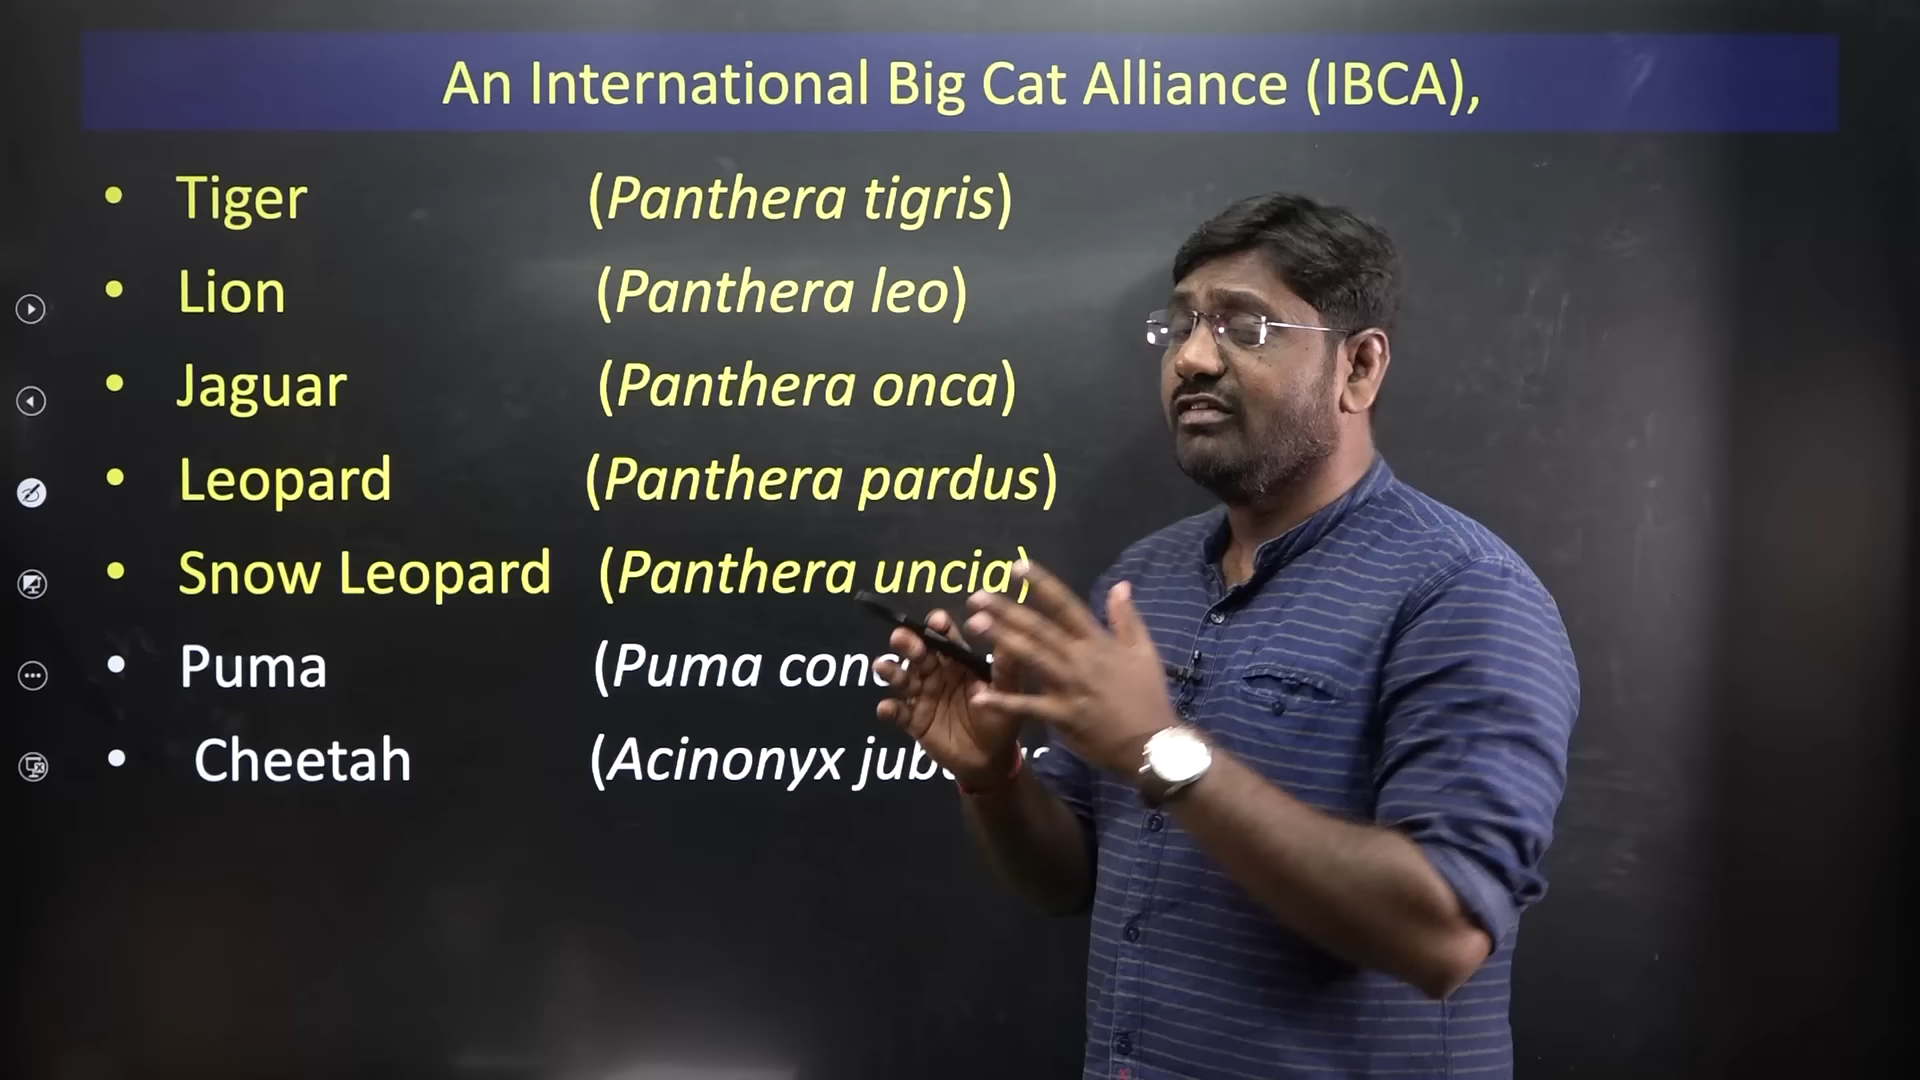 An International Big Cat Alliance (IBCA),
• Tiger (Panthera tigris)
• Lion (Panthera leo)
• Jaguar (Panthera onca)
• Leopard (Panthera pardus)
• Snow Leopard (Panthera uncia)
• Puma (Puma
• Cheetah (Acinonyx